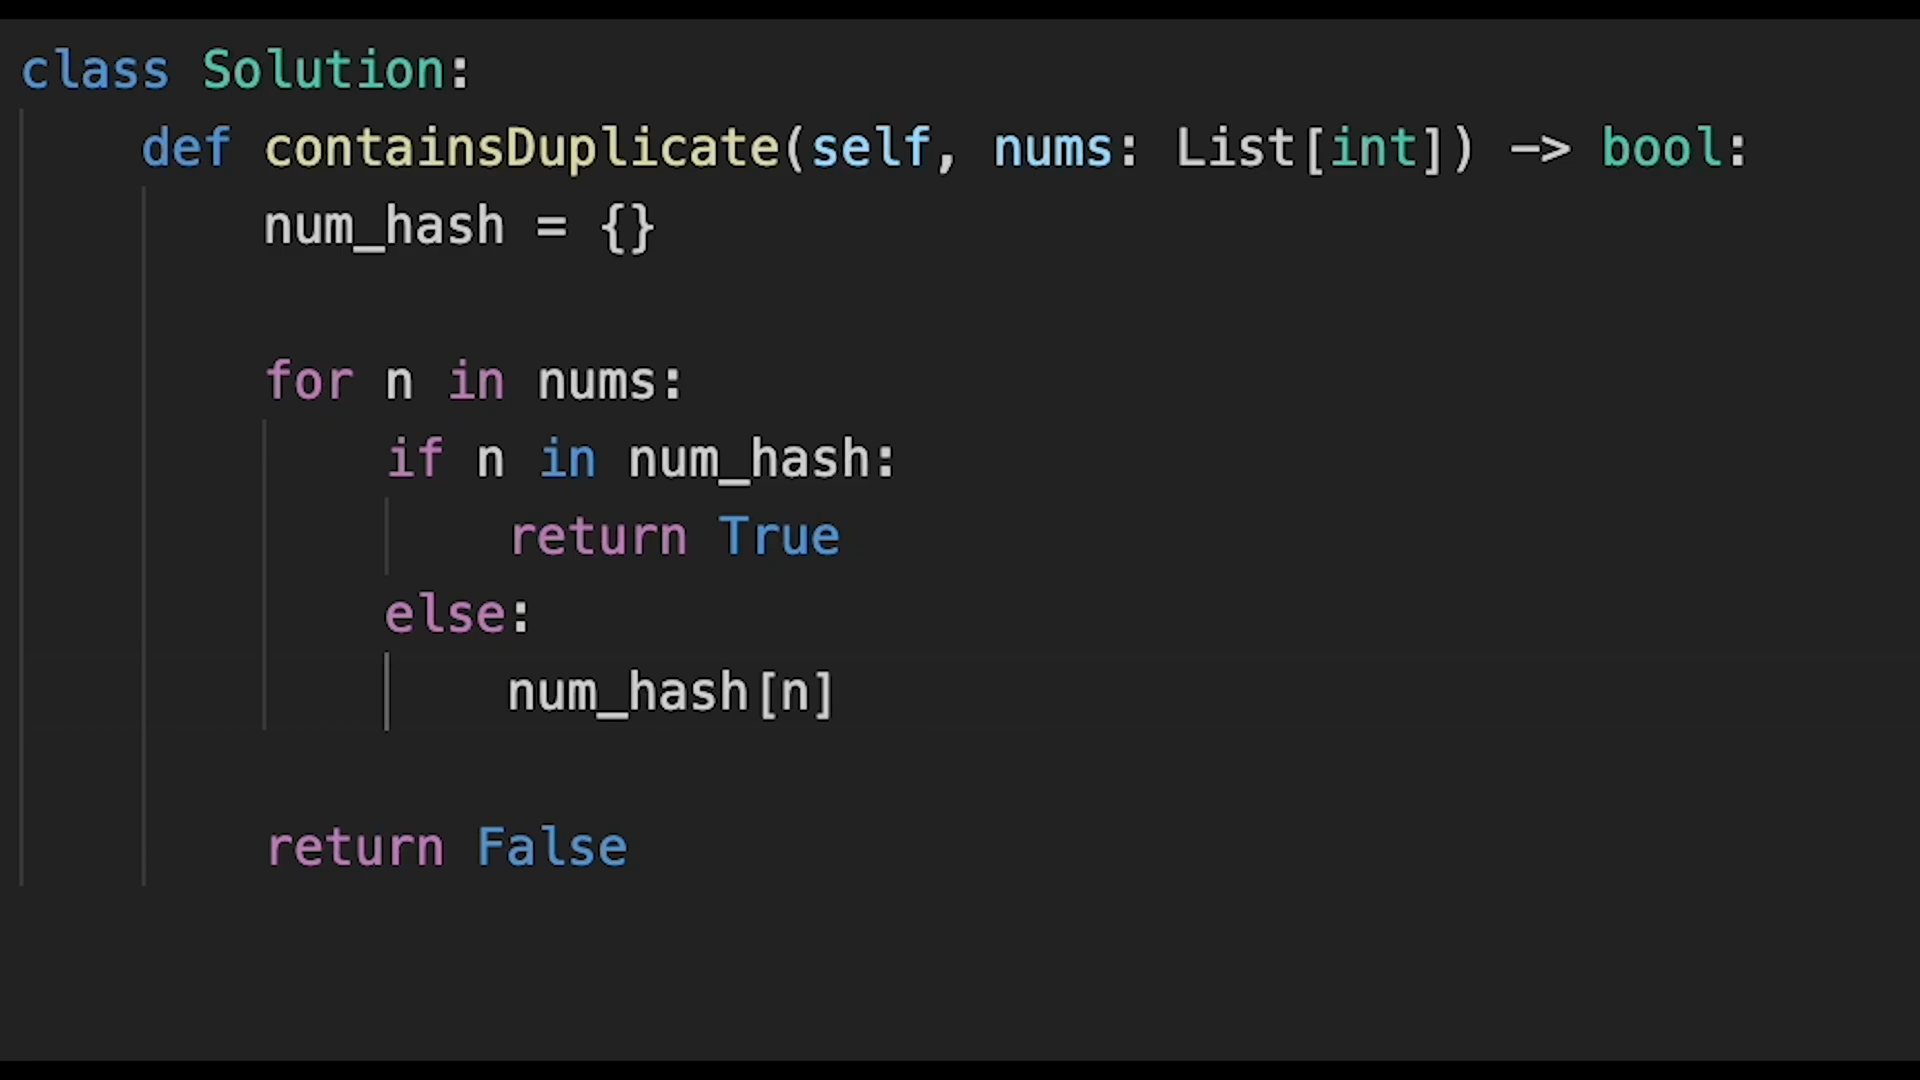 class Solution:
    def containsDuplicate(self, nums: List[int]) -> bool:
        num_hash = {}

        for n in nums:
            if n in num_hash:
                return True
            else:
                num_hash[n]

        return False